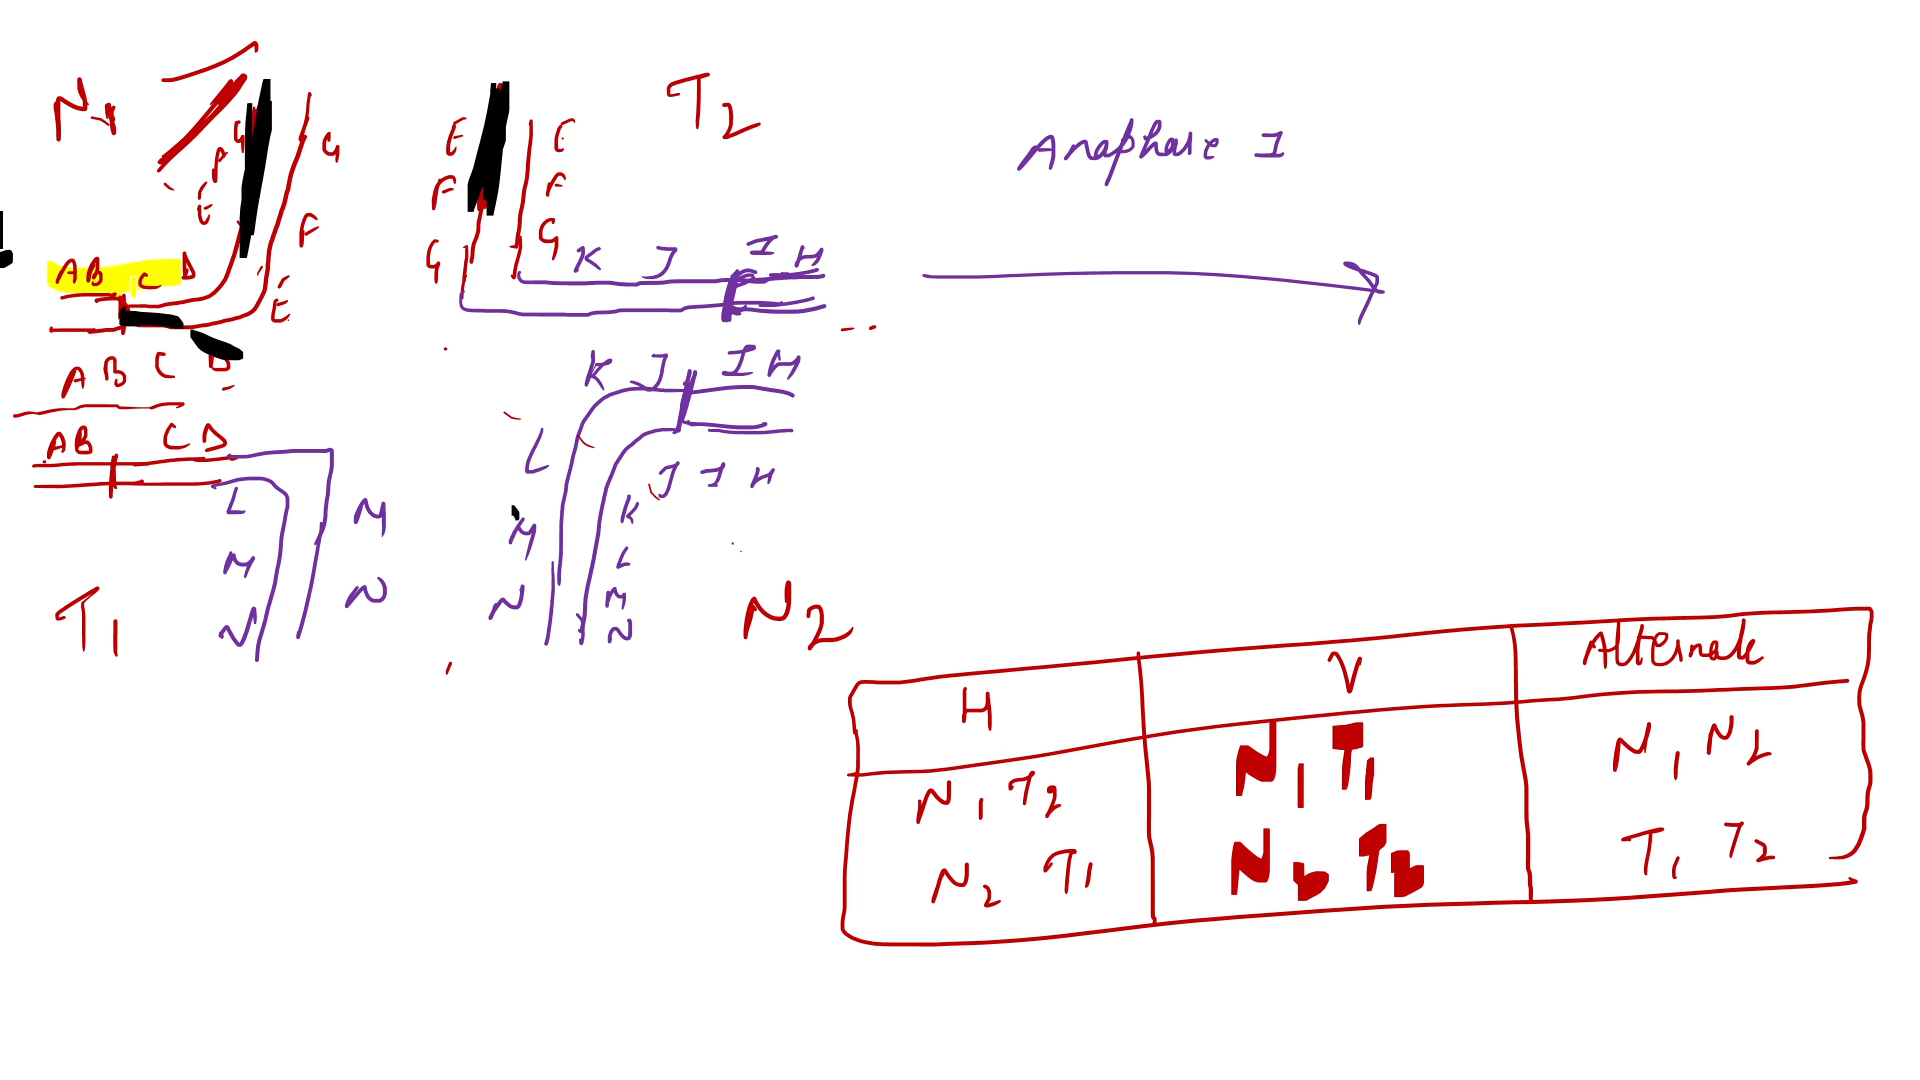 N1
G
F
E
G
F
E
AB C D
A B C D
AB C D
L
M
N
M
N
T1
E
F
G
E
F
G
T2
K J I H
K J I H
L
M
N
J I H
K
L
M
N
N2
Anaphase I
H V Alternate
N1 T2 N1 T1 N1 N2
N2 T1 N2 T2 T1 T2